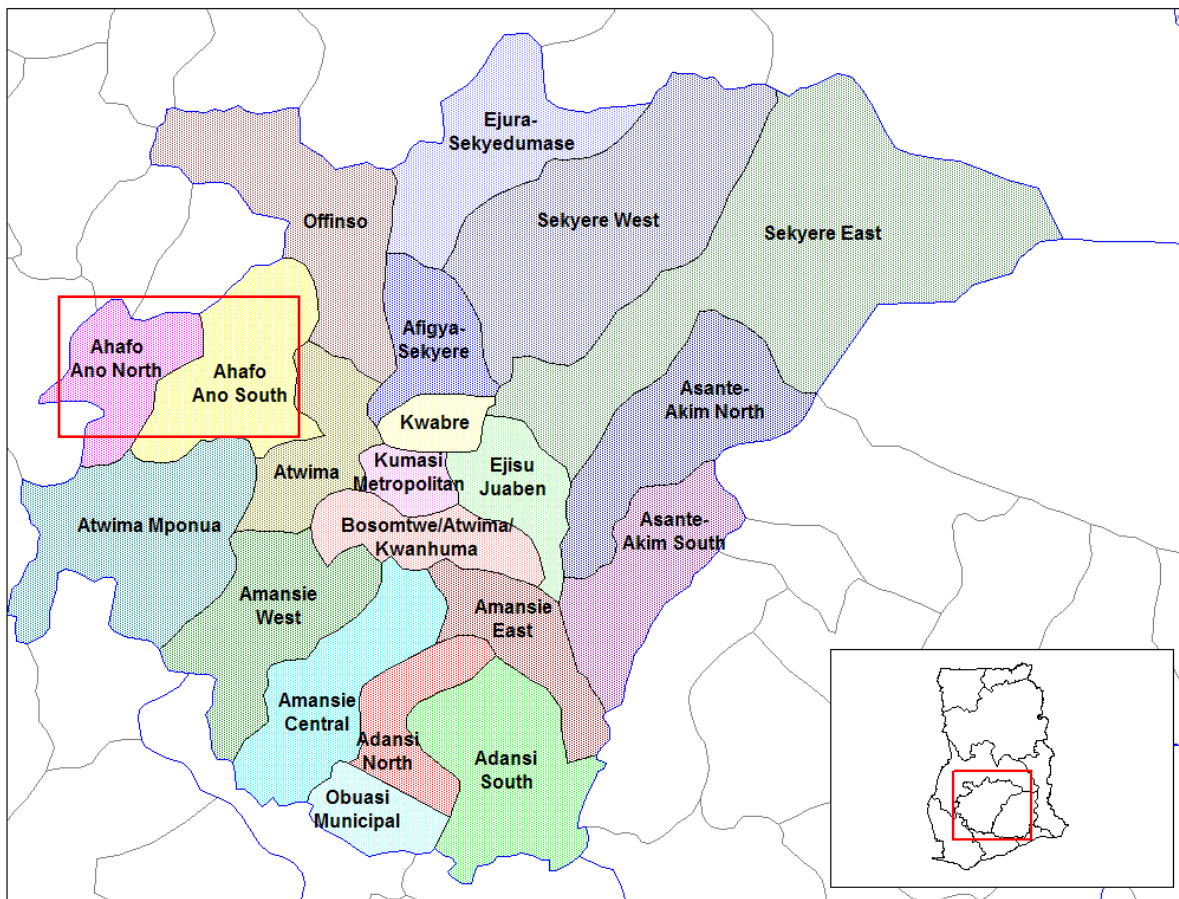 Ejura-
Sekyedumase
Offinso
Sekyere West
Sekyere East
Afigya-
Sekyere
Ahafo
Ano North
Ahafo
Ano South
Asante-
Akim North
Kwabre
Atwima
Kumasi
Metropolitan
Ejisu
Juaben
Atwima Mponua
Bosomtwe/Atwima/
Kwanhuma
Asante-
Akim South
Amansie
West
Amansie
East
Amansie
Central
Adansi
North
Adansi
South
Obuasi
Municipal